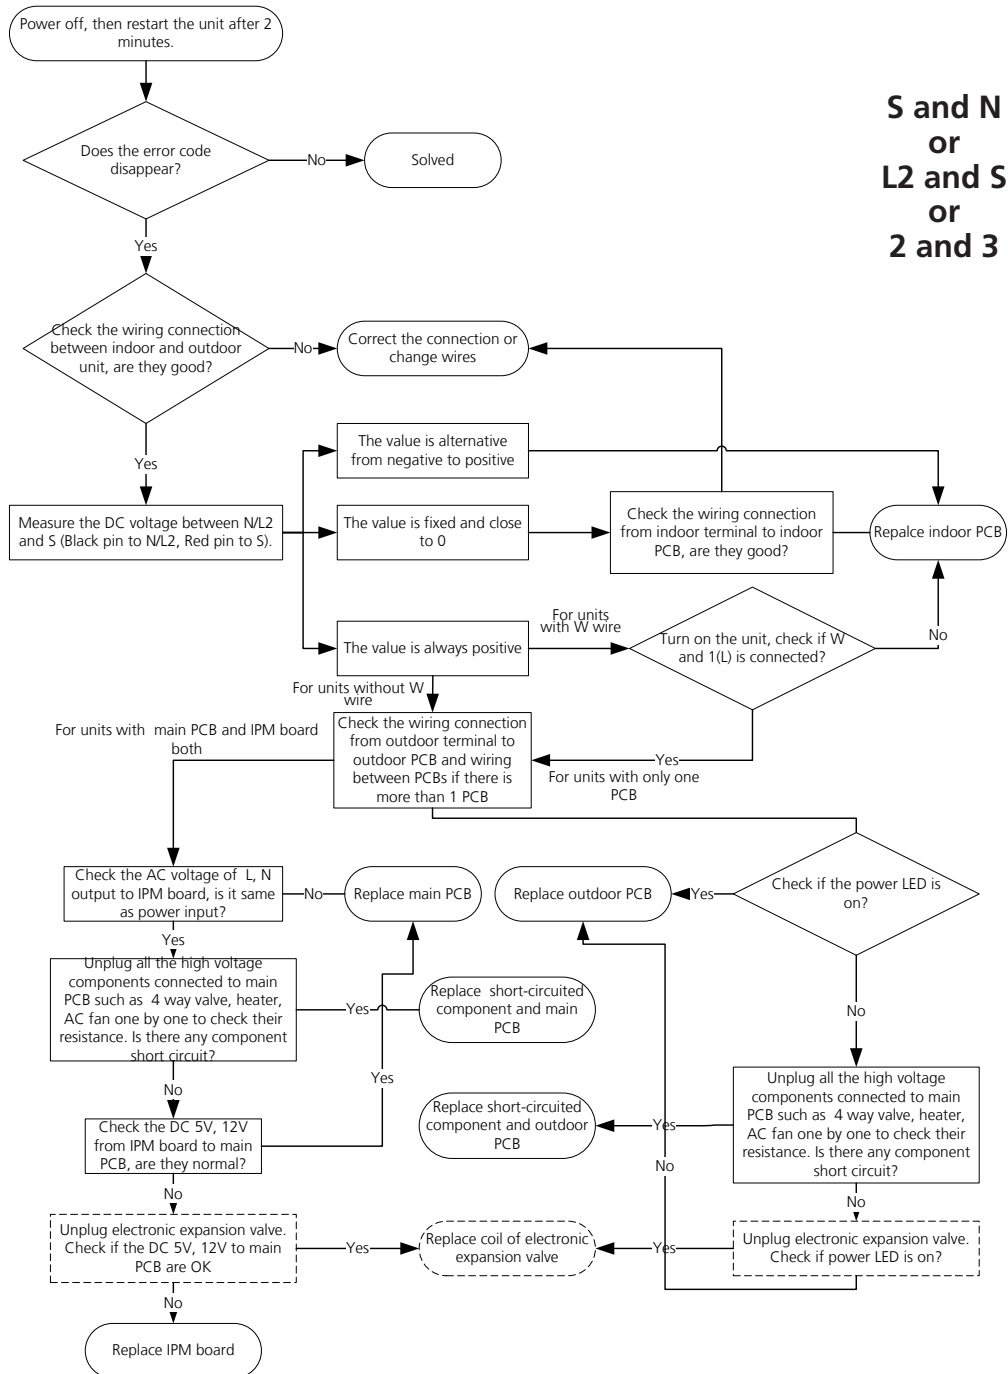 Power off, then restart the unit after 2
minutes.
S and N
or
L2 and S
or
2 and 3
Does the error code
disappear?
No
Solved
Yes
Check the wiring connection
between indoor and outdoor
unit, are they good?
No
Correct the connection or
change wires
Yes
The value is alternative
from negative to positive
Measure the DC voltage between N/L2
and S (Black pin to N/L2, Red pin to S).
The value is fixed and close
to 0
Check the wiring connection
from indoor terminal to indoor
PCB, are they good?
Repalce indoor PCB
The value is always positive
For units
with W wire
Turn on the unit, check if W
and 1(L) is connected?
No
For units without W
wire
For units with  main PCB and IPM board
both
Check the wiring connection
from outdoor terminal to
outdoor PCB and wiring
between PCBs if there is
more than 1 PCB
Yes
For units with only one
PCB
Check the AC voltage of  L, N
output to IPM board, is it same
as power input?
No
Replace main PCB
Replace outdoor PCB
Yes
Check if the power LED is
on?
Yes
Unplug all the high voltage
components connected to main
PCB such as  4 way valve, heater,
AC fan one by one to check their
resistance. Is there any component
short circuit?
Yes
Replace  short-circuited
component and main
PCB
No
No
Yes
Check the DC 5V, 12V
from IPM board to main
PCB, are they normal?
Replace short-circuited
component and outdoor
PCB
Yes
Unplug all the high voltage
components connected to main
PCB such as  4 way valve, heater,
AC fan one by one to check their
resistance. Is there any component
short circuit?
No
No
No
Unplug electronic expansion valve.
Check if the DC 5V, 12V to main
PCB are OK
Yes
Replace coil of electronic
expansion valve
Yes
Unplug electronic expansion valve.
Check if power LED is on?
No
Replace IPM board